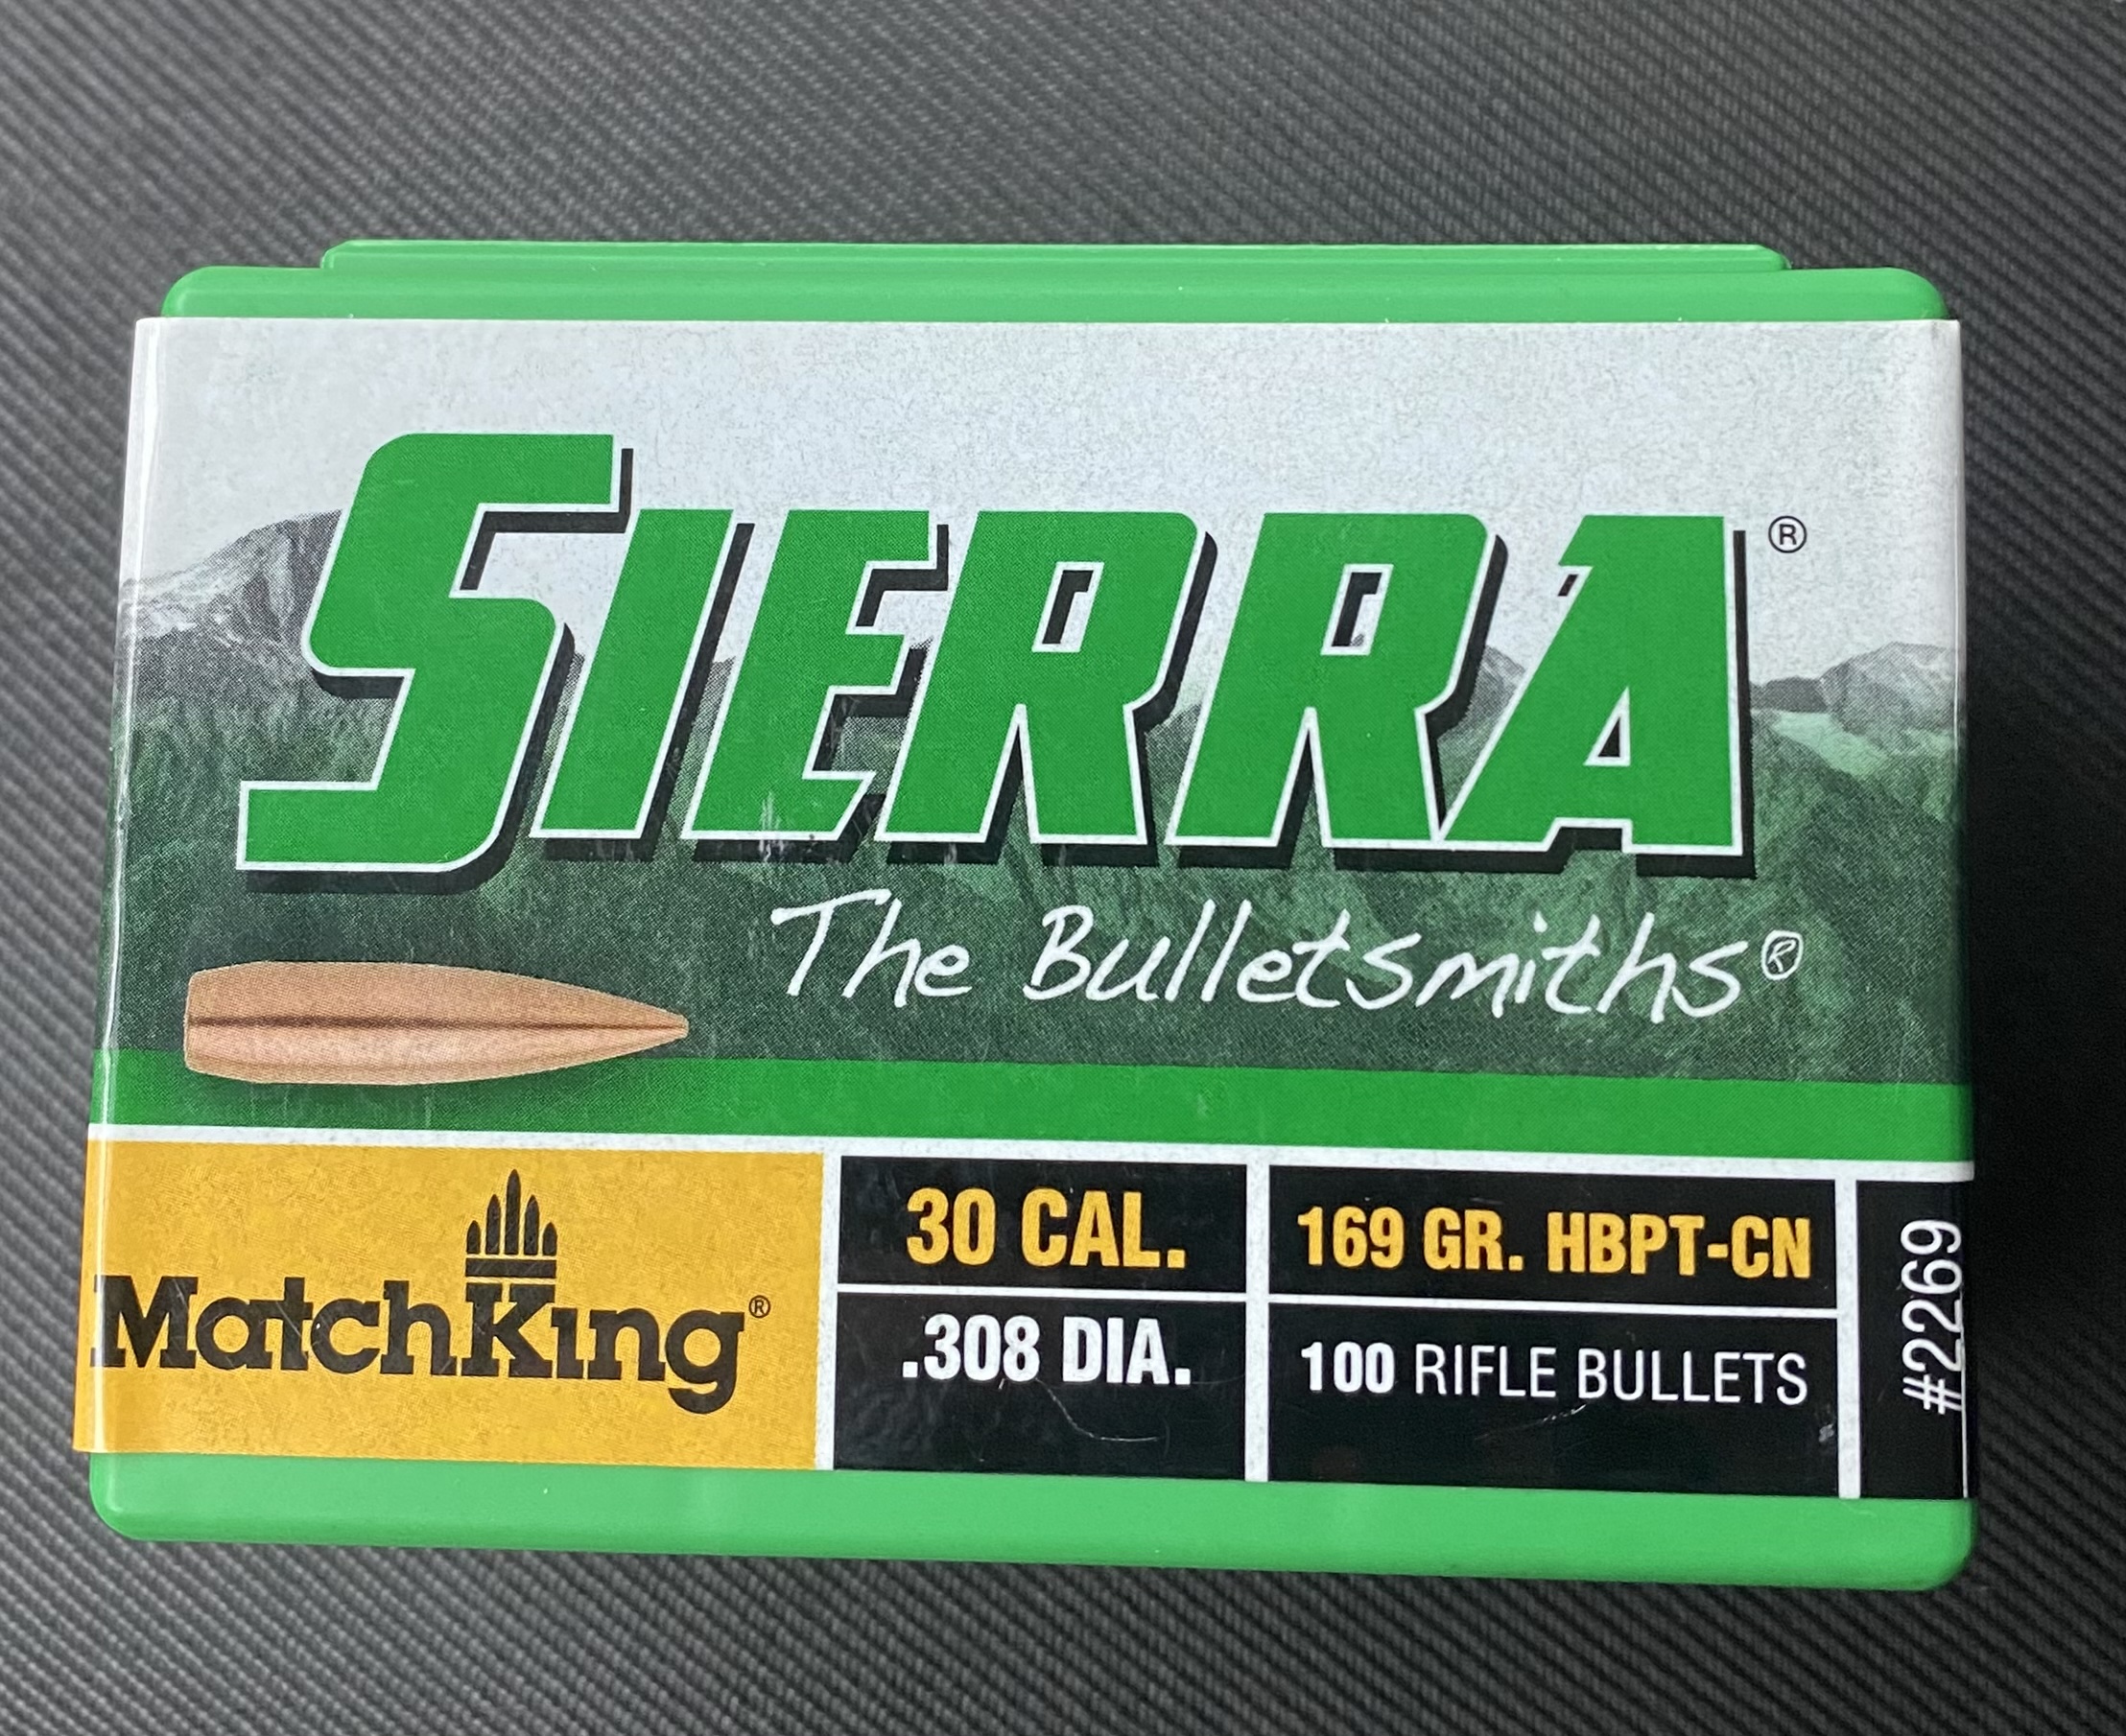 SIERRA®
The Bulletsmiths®
MatchKing®
30 CAL.
.308 DIA.
169 GR. HBPT-CN
100 RIFLE BULLETS
#2269